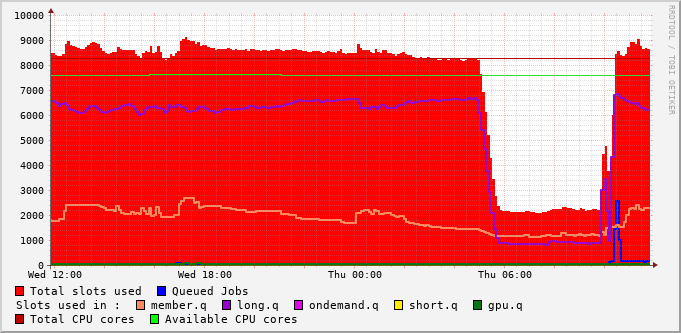 10000
9000
8000
7000
6000
5000
4000
3000
2000
1000
0
Wed 12:00 Wed 18:00 Thu 00:00 Thu 06:00
RRDTOOL / TOBI OETIKER
Total slots used Queued Jobs
Slots used in : member.q long.q ondemand.q short.q gpu.q
Total CPU cores Available CPU cores